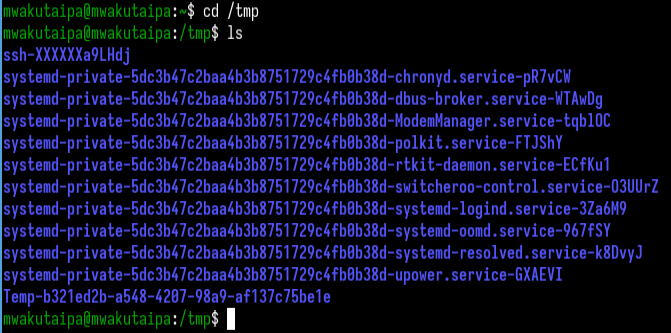 mwakutaipa@mwakutaipa:~$ cd /tmp
mwakutaipa@mwakutaipa:/tmp$ ls
ssh-XXXXXXa9LHdj
systemd-private-5dc3b47c2baa4b3b8751729c4fb0b38d-chronyd.service-pR7vCW
systemd-private-5dc3b47c2baa4b3b8751729c4fb0b38d-dbus-broker.service-WTAwDg
systemd-private-5dc3b47c2baa4b3b8751729c4fb0b38d-ModemManager.service-tqblOC
systemd-private-5dc3b47c2baa4b3b8751729c4fb0b38d-polkit.service-FTJShY
systemd-private-5dc3b47c2baa4b3b8751729c4fb0b38d-rtkit-daemon.service-ECfKu1
systemd-private-5dc3b47c2baa4b3b8751729c4fb0b38d-switcheroo-control.service-O3UUrZ
systemd-private-5dc3b47c2baa4b3b8751729c4fb0b38d-systemd-logind.service-3Za6M9
systemd-private-5dc3b47c2baa4b3b8751729c4fb0b38d-systemd-oomd.service-967fSY
systemd-private-5dc3b47c2baa4b3b8751729c4fb0b38d-systemd-resolved.service-k8DvyJ
systemd-private-5dc3b47c2baa4b3b8751729c4fb0b38d-upower.service-GXAEVI
Temp-b321ed2b-a548-4207-98a9-af137c75be1e
mwakutaipa@mwakutaipa:/tmp$